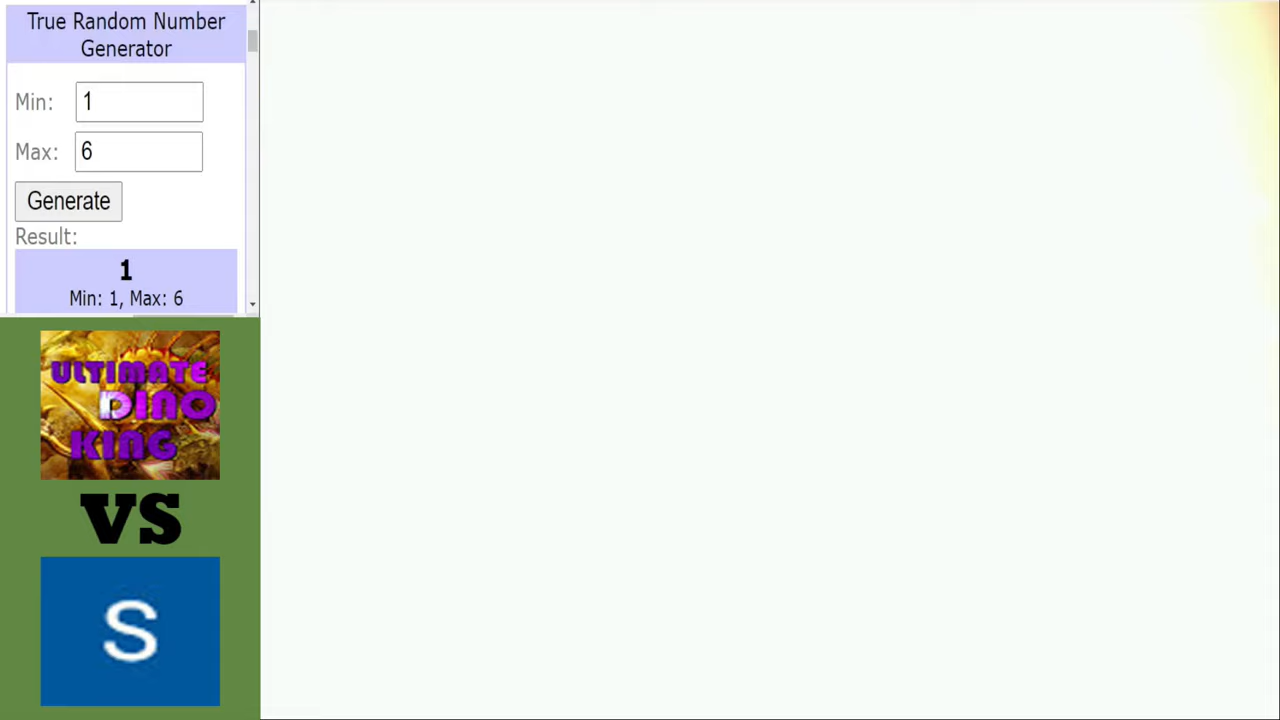 True Random Number
Generator
Min: 1
Max: 6
Generate
Result:
1
Min: 1, Max: 6
ULTIMATE
DINO
KING
VS
S